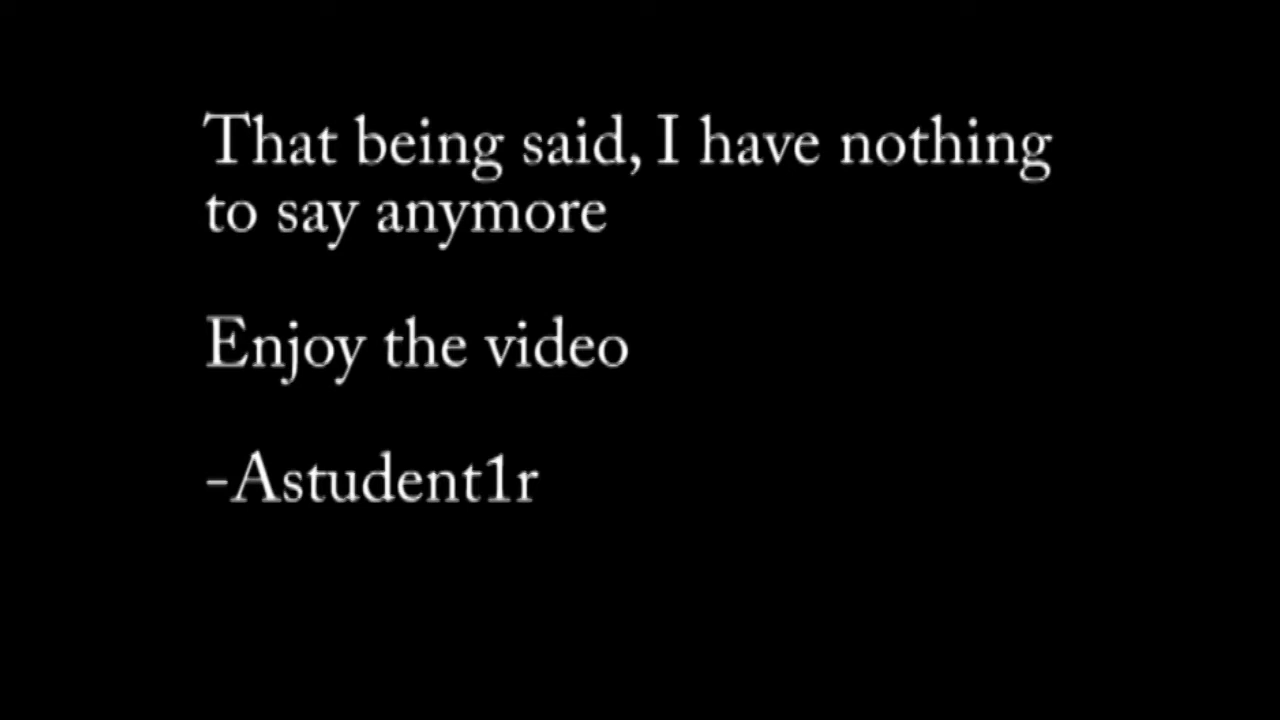 That being said, I have nothing
to say anymore
Enjoy the video
-Astudent1r